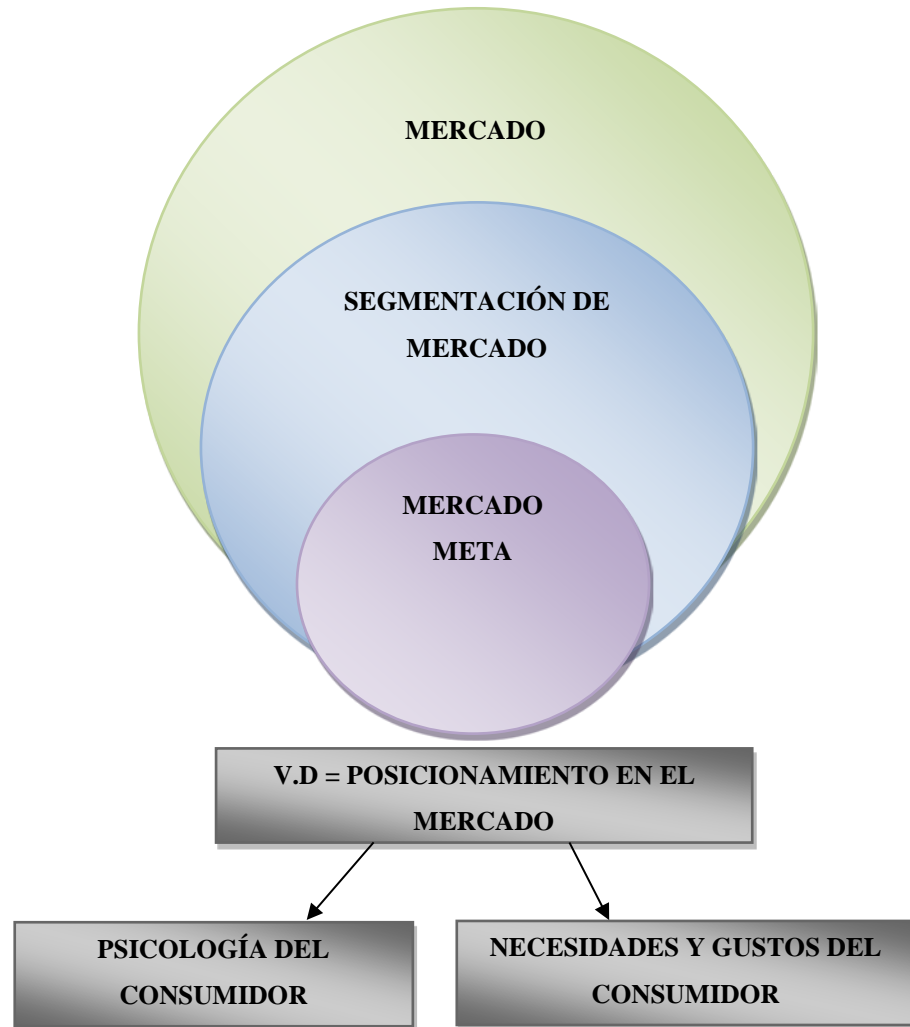 MERCADO
SEGMENTACIÓN DE
MERCADO
MERCADO
META
V.D = POSICIONAMIENTO EN EL
MERCADO
PSICOLOGÍA DEL
CONSUMIDOR
NECESIDADES Y GUSTOS DEL
CONSUMIDOR